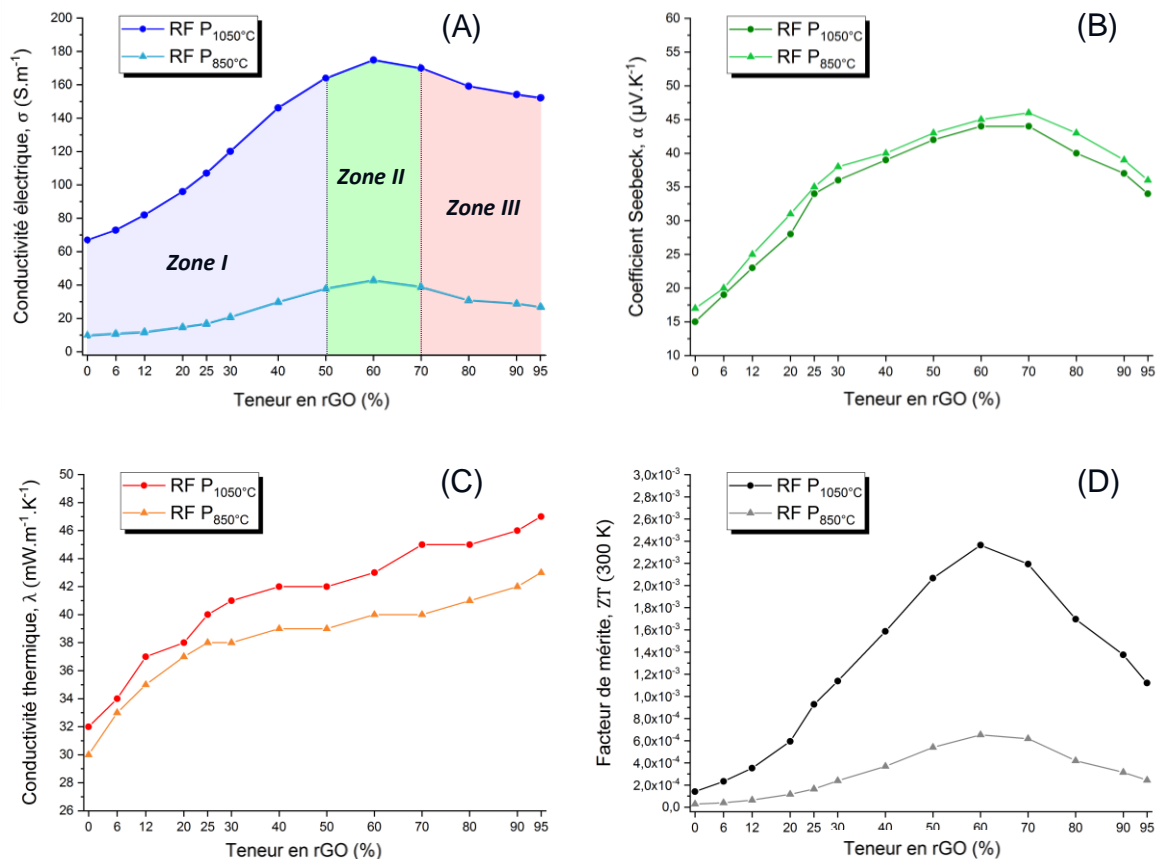 (A)
RF P1050°C
RF P850°C
Conductivité électrique, σ (S.m-1)
200
180
160
140
120
100
80
60
40
20
0
Zone I
Zone II
Zone III
0 6 12 20 25 30 40 50 60 70 80 90 95
Teneur en rGO (%)
(B)
RF P1050°C
RF P850°C
Coefficient Seebeck, α (µV.K-1)
60
55
50
45
40
35
30
25
20
15
10
0 6 12 20 25 30 40 50 60 70 80 90 95
Teneur en rGO (%)
(C)
RF P1050°C
RF P850°C
Conductivité thermique, λ (mW.m-1.K-1)
50
48
46
44
42
40
38
36
34
32
30
28
26
0 6 12 20 25 30 40 50 60 70 80 90 95
Teneur en rGO (%)
(D)
RF P1050°C
RF P850°C
Facteur de mérite, ZT (300 K)
3,0x10-3
2,8x10-3
2,6x10-3
2,4x10-3
2,2x10-3
2,0x10-3
1,8x10-3
1,6x10-3
1,4x10-3
1,2x10-3
1,0x10-3
8,0x10-4
6,0x10-4
4,0x10-4
2,0x10-4
0,0
0 6 12 20 25 30 40 50 60 70 80 90 95
Teneur en rGO (%)